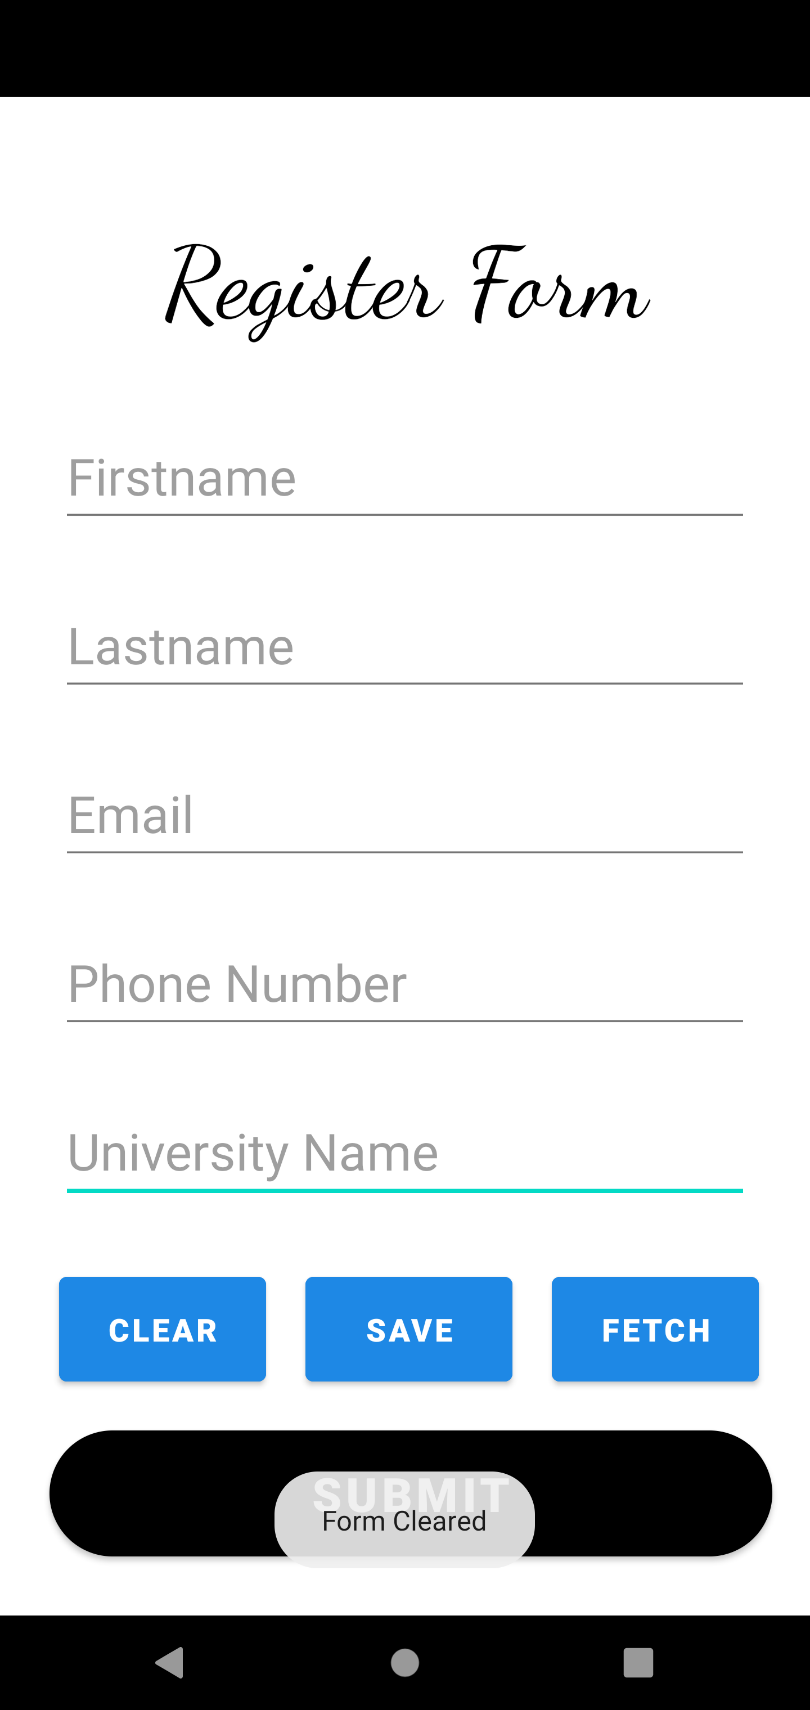 Register Form
Firstname
Lastname
Email
Phone Number
University Name
CLEAR SAVE FETCH
SUBMIT
Form Cleared